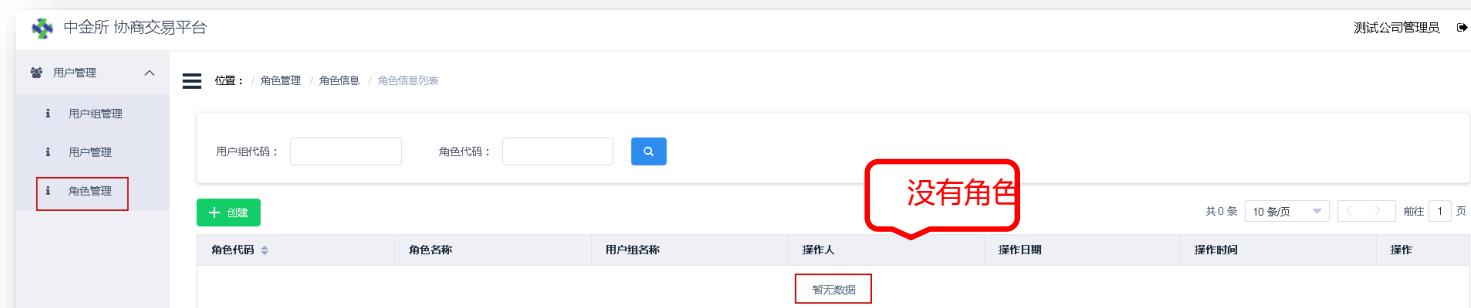 中金所 协商交易平台
测试公司管理员
用户管理
位置： / 角色管理 / 角色信息 / 角色信息列表
用户组管理
用户管理
角色管理
用户组代码：
角色代码：
没有角色
+ 创建
共 0 条 10 条/页 前往 1 页
角色代码 角色名称 用户组名称 操作人 操作日期 操作时间 操作
暂无数据